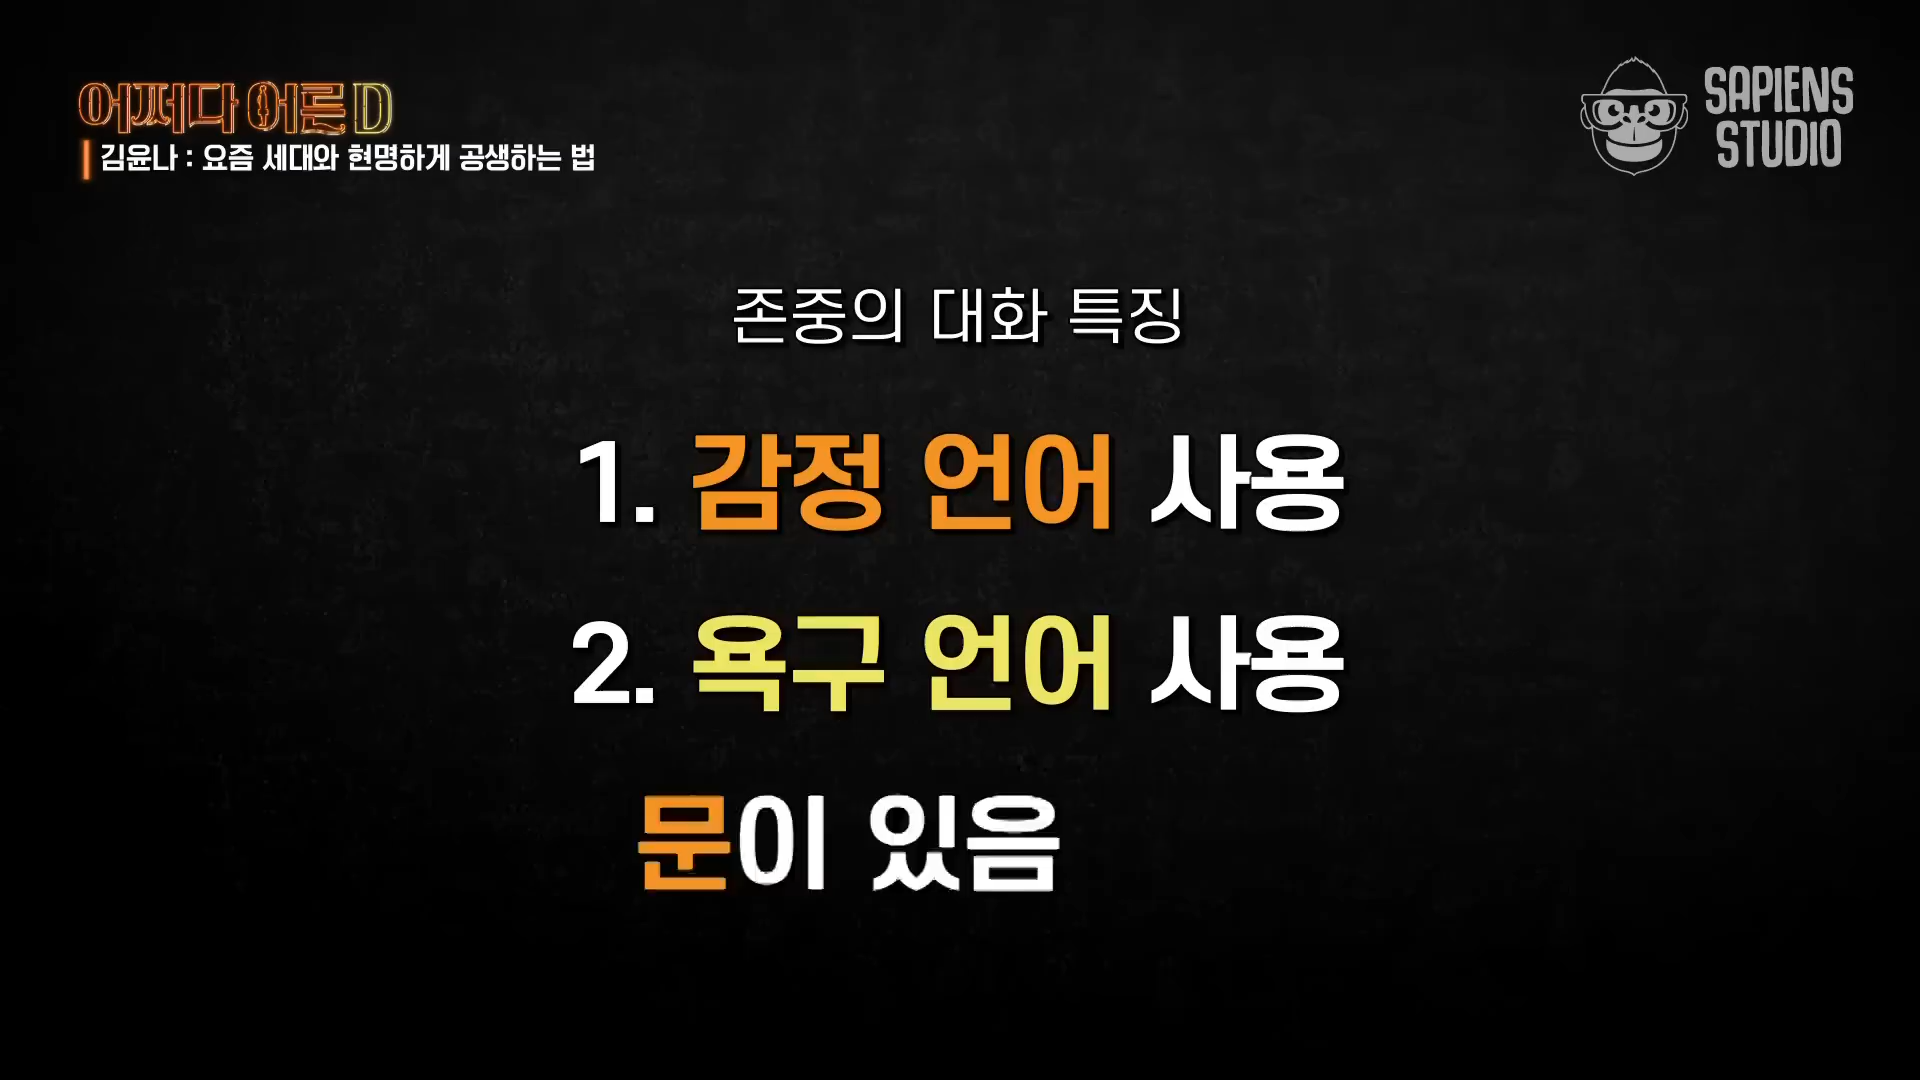 어쩌다 어른 D
김윤나 : 요즘 세대와 현명하게 공생하는 법
SAPIENS
STUDIO
존중의 대화 특징
1. 감정 언어 사용
2. 욕구 언어 사용
문이 있음